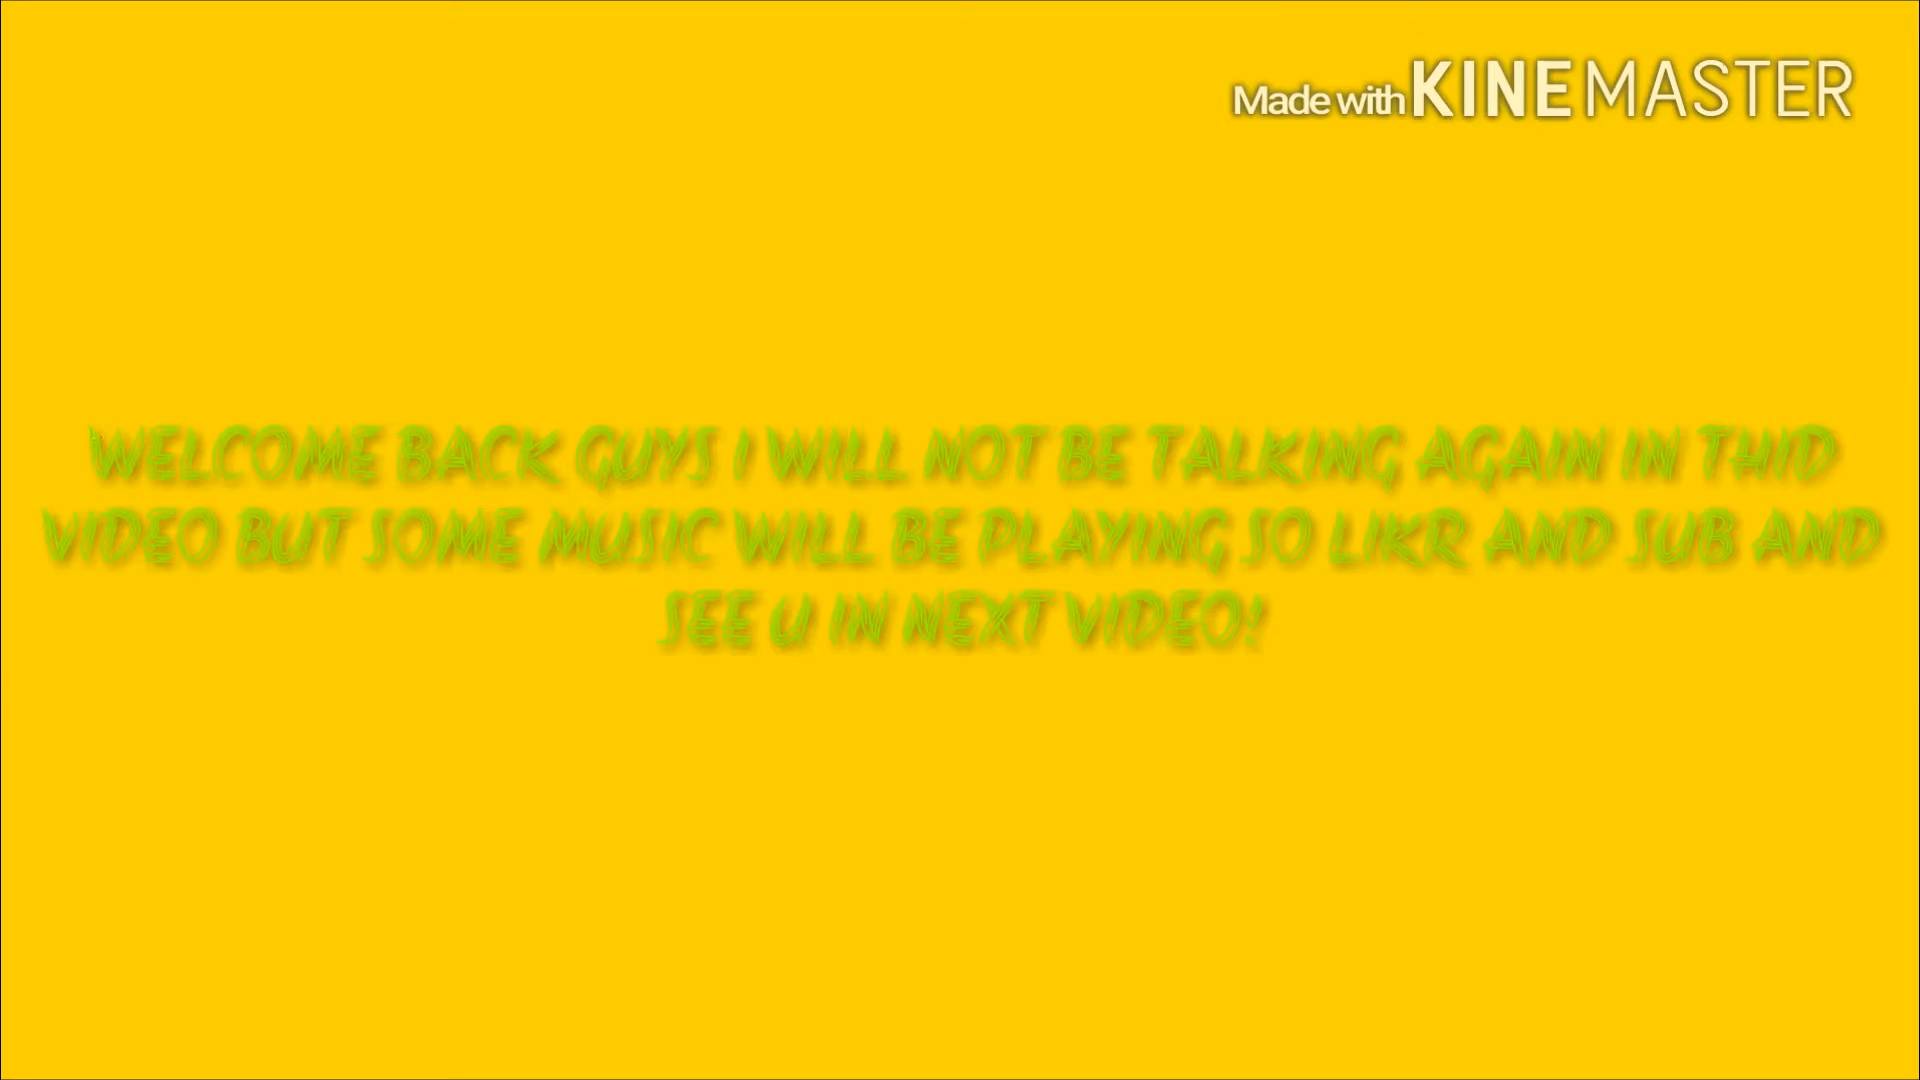 Made with KINEMASTER
WELCOME BACK GUYS I WILL NOT BE TALKING AGAIN IN THID
VIDEO BUT SOME MUSIC WILL BE PLAYING SO LIKR AND SUB AND
SEE U IN NEXT VIDEO!